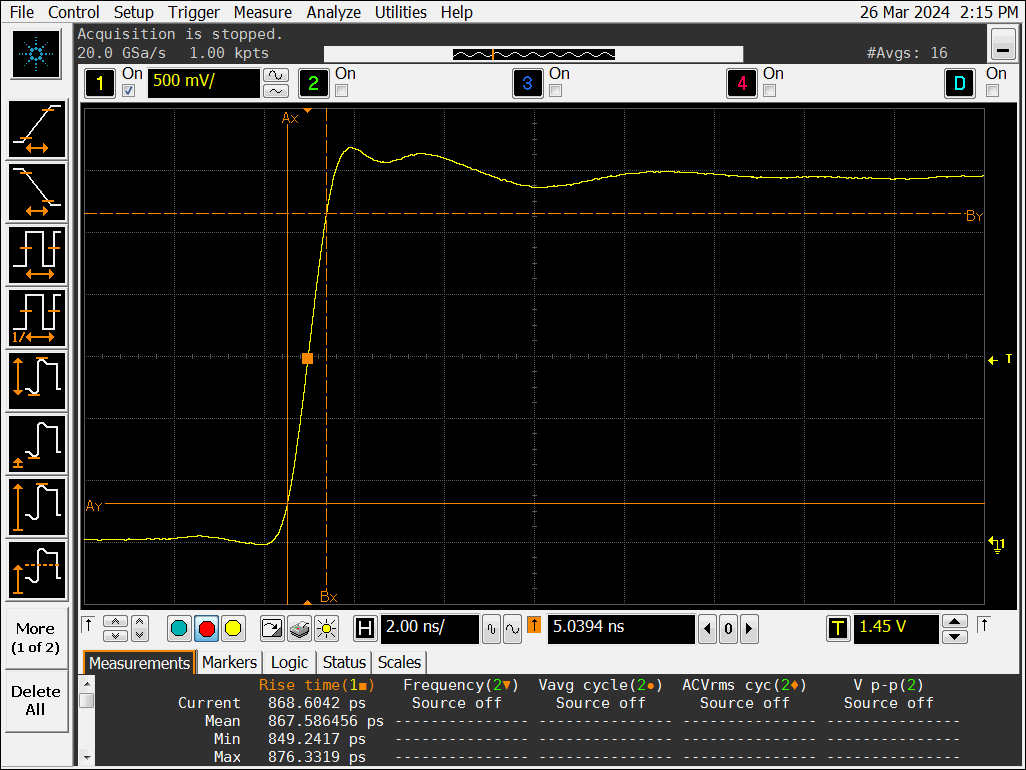 File Control Setup Trigger Measure Analyze Utilities Help 26 Mar 2024 2:15 PM
Acquisition is stopped.
20.0 GSa/s 1.00 kpts #Avgs: 16
1 On 500 mV/ 2 On 3 On 4 On D On
Ax
By
T
Ay
1
Bx
1/
More
(1 of 2)
Delete
All
H 2.00 ns/ 5.0394 ns 0 T 1.45 V
Measurements Markers Logic Status Scales
Rise time(1■) Frequency(2▼) Vavg cycle(2●) ACVrms cyc(2♦) V p-p(2)
Current 868.6042 ps Source off Source off Source off Source off
Mean 867.586456 ps --------------- --------------- --------------- ---------------
Min 849.2417 ps --------------- --------------- --------------- ---------------
Max 876.3319 ps --------------- --------------- --------------- ---------------